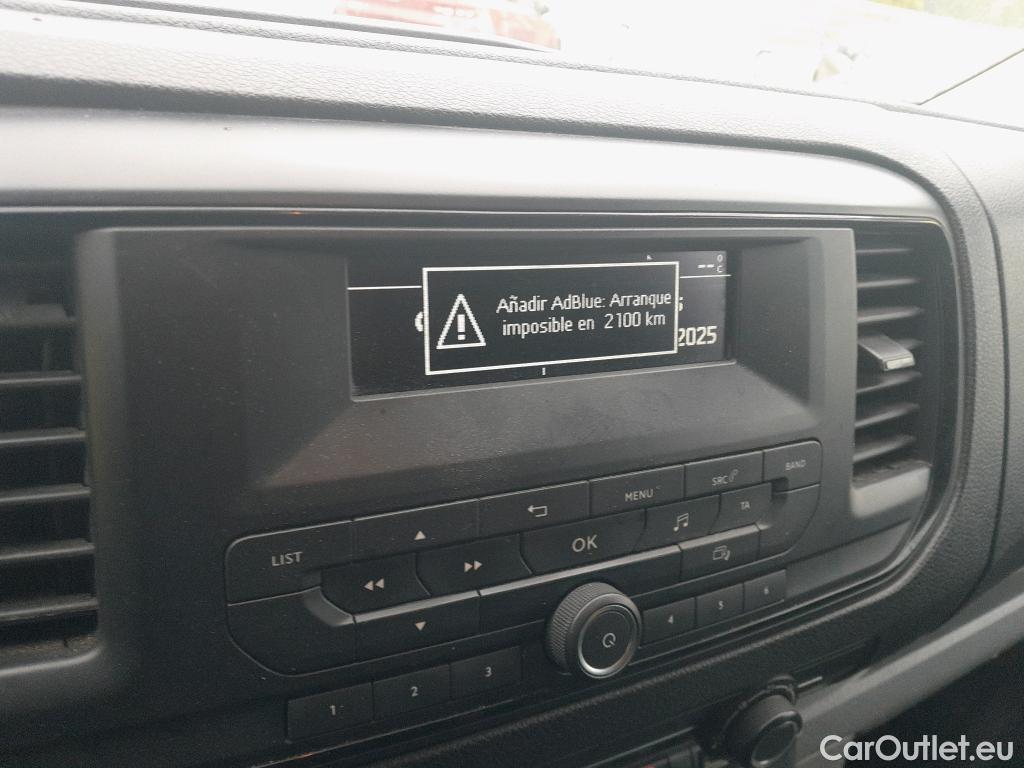 Añadir AdBlue: Arranque
imposible en 2100 km
2025
LIST
MENU
SRC
BAND
TA
OK
1
2
3
4
5
6
CarOutlet.eu